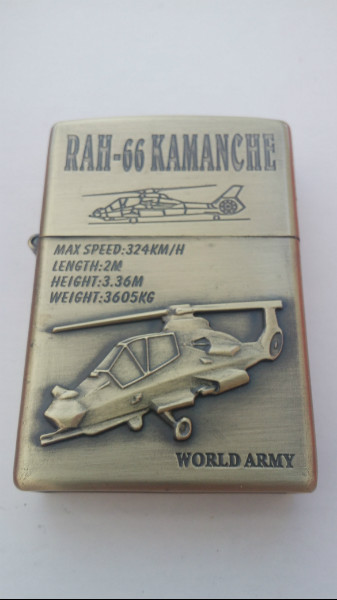 RAH-66 KAMANCHE
MAX SPEED:324KM/H
LENGTH:2M
HEIGHT:3.36M
WEIGHT:3605KG
WORLD ARMY